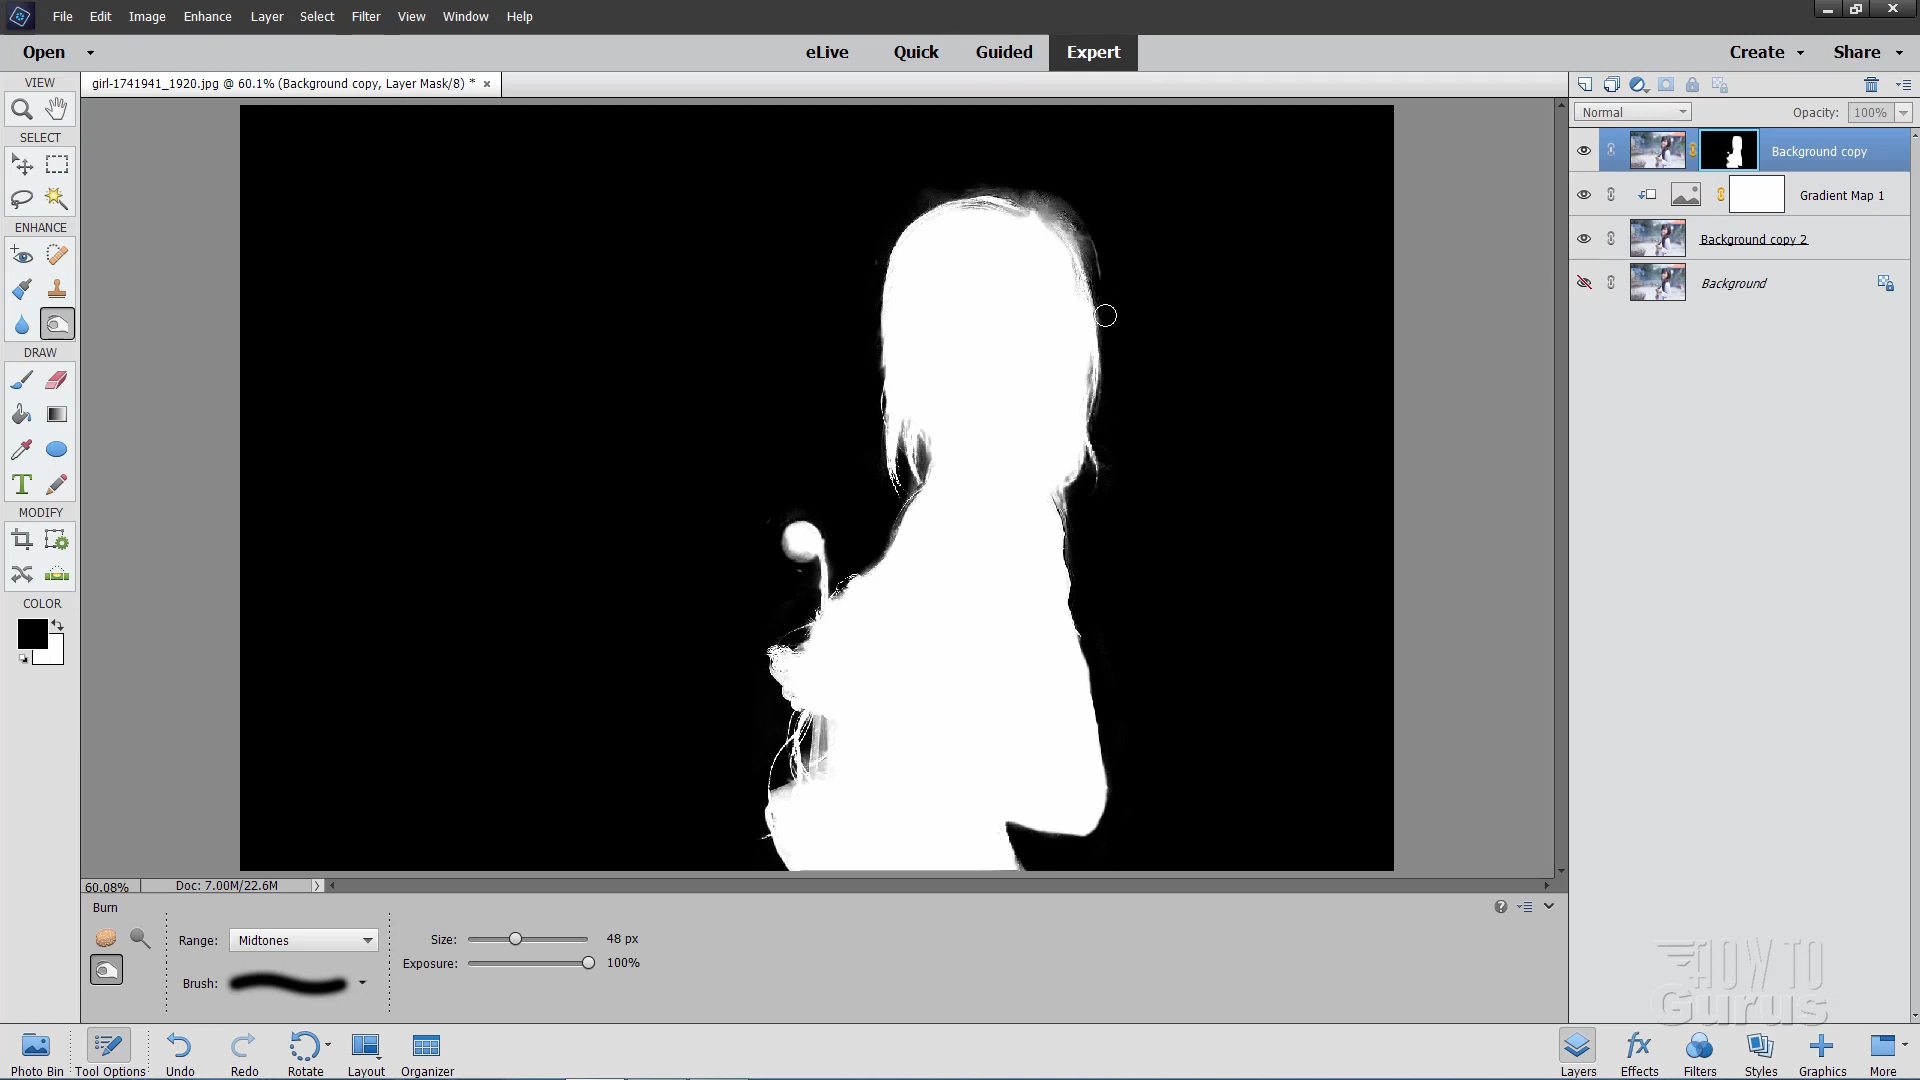 File Edit Image Enhance Layer Select Filter View Window Help
Open eLive Quick Guided Expert Create Share
VIEW girl-1741941_1920.jpg @ 60.1% (Background copy, Layer Mask/8) * ×
SELECT
Normal Opacity: 100%
Background copy
Gradient Map 1
ENHANCE
Background copy 2
Background
DRAW
T
MODIFY
COLOR
60.08% Doc: 7.00M/22.6M
Burn
Range: Midtones Size: 48 px
Exposure: 100%
Brush:
HOW TO
Gurus
Photo Bin Tool Options Undo Redo Rotate Layout Organizer Layers fx Effects Filters Styles Graphics More